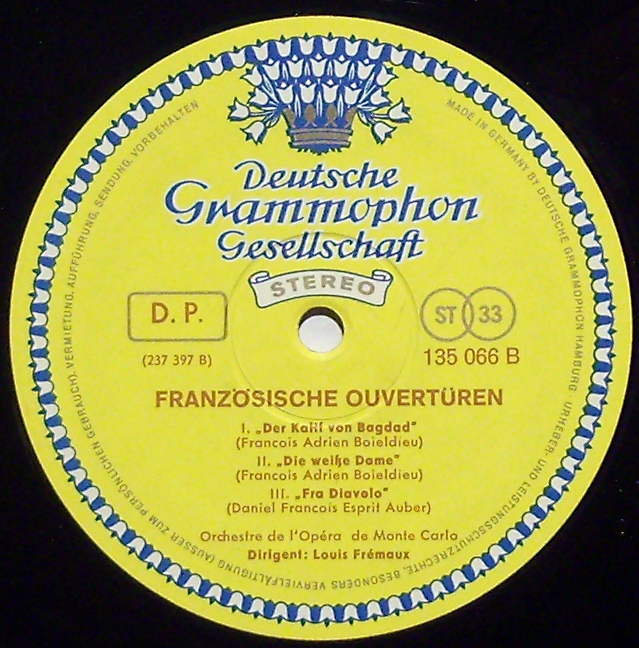 Deutsche
Grammophon
Gesellschaft
STEREO
D. P.
(237 397 B)
ST 33
135 066 B
FRANZÖSISCHE OUVERTÜREN
I. „Der Kalif von Bagdad"
(Francois Adrien Boieldieu)
II. „Die weiße Dame"
(Francois Adrien Boieldieu)
III. „Fra Diavolo"
(Daniel Francois Esprit Auber)
Orchestre de l'Opéra de Monte Carlo
Dirigent: Louis Frémaux
MADE IN GERMANY BY DEUTSCHE GRAMMOPHON HAMBURG · URHEBER- UND LEISTUNGSSCHUTZRECHTE, BESONDERS VERVIELFÄLTIGUNG (AUSSER ZUM PERSÖNLICHEN GEBRAUCH), VERMIETUNG, AUFFÜHRUNG, SENDUNG, VORBEHALTEN